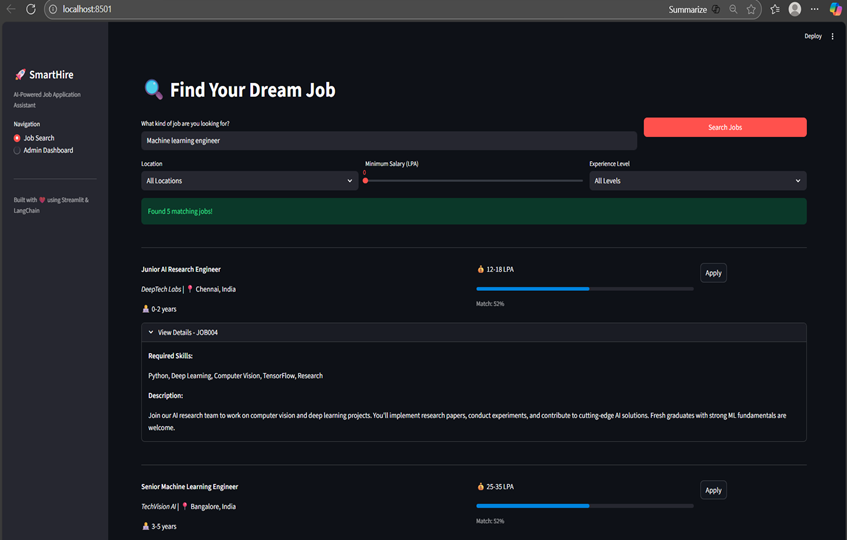 localhost:8501
Summarize
Deploy
🚀 SmartHire
AI-Powered Job Application
Assistant
Navigation
Job Search
Admin Dashboard
Built with ❤️ using Streamlit &
LangChain
🔍 Find Your Dream Job
What kind of job are you looking for?
Machine learning engineer
Search Jobs
Location
Minimum Salary (LPA)
Experience Level
All Locations
0
All Levels
Found 5 matching jobs!
Junior AI Research Engineer
💰 12-18 LPA
Apply
DeepTech Labs | 📍 Chennai, India
Match: 52%
0-2 years
View Details - JOB004
Required Skills:
Python, Deep Learning, Computer Vision, TensorFlow, Research
Description:
Join our AI research team to work on computer vision and deep learning projects. You'll implement research papers, conduct experiments, and contribute to cutting-edge AI solutions. Fresh graduates with strong ML fundamentals are
welcome.
Senior Machine Learning Engineer
💰 25-35 LPA
Apply
TechVision AI | 📍 Bangalore, India
Match: 52%
3-5 years